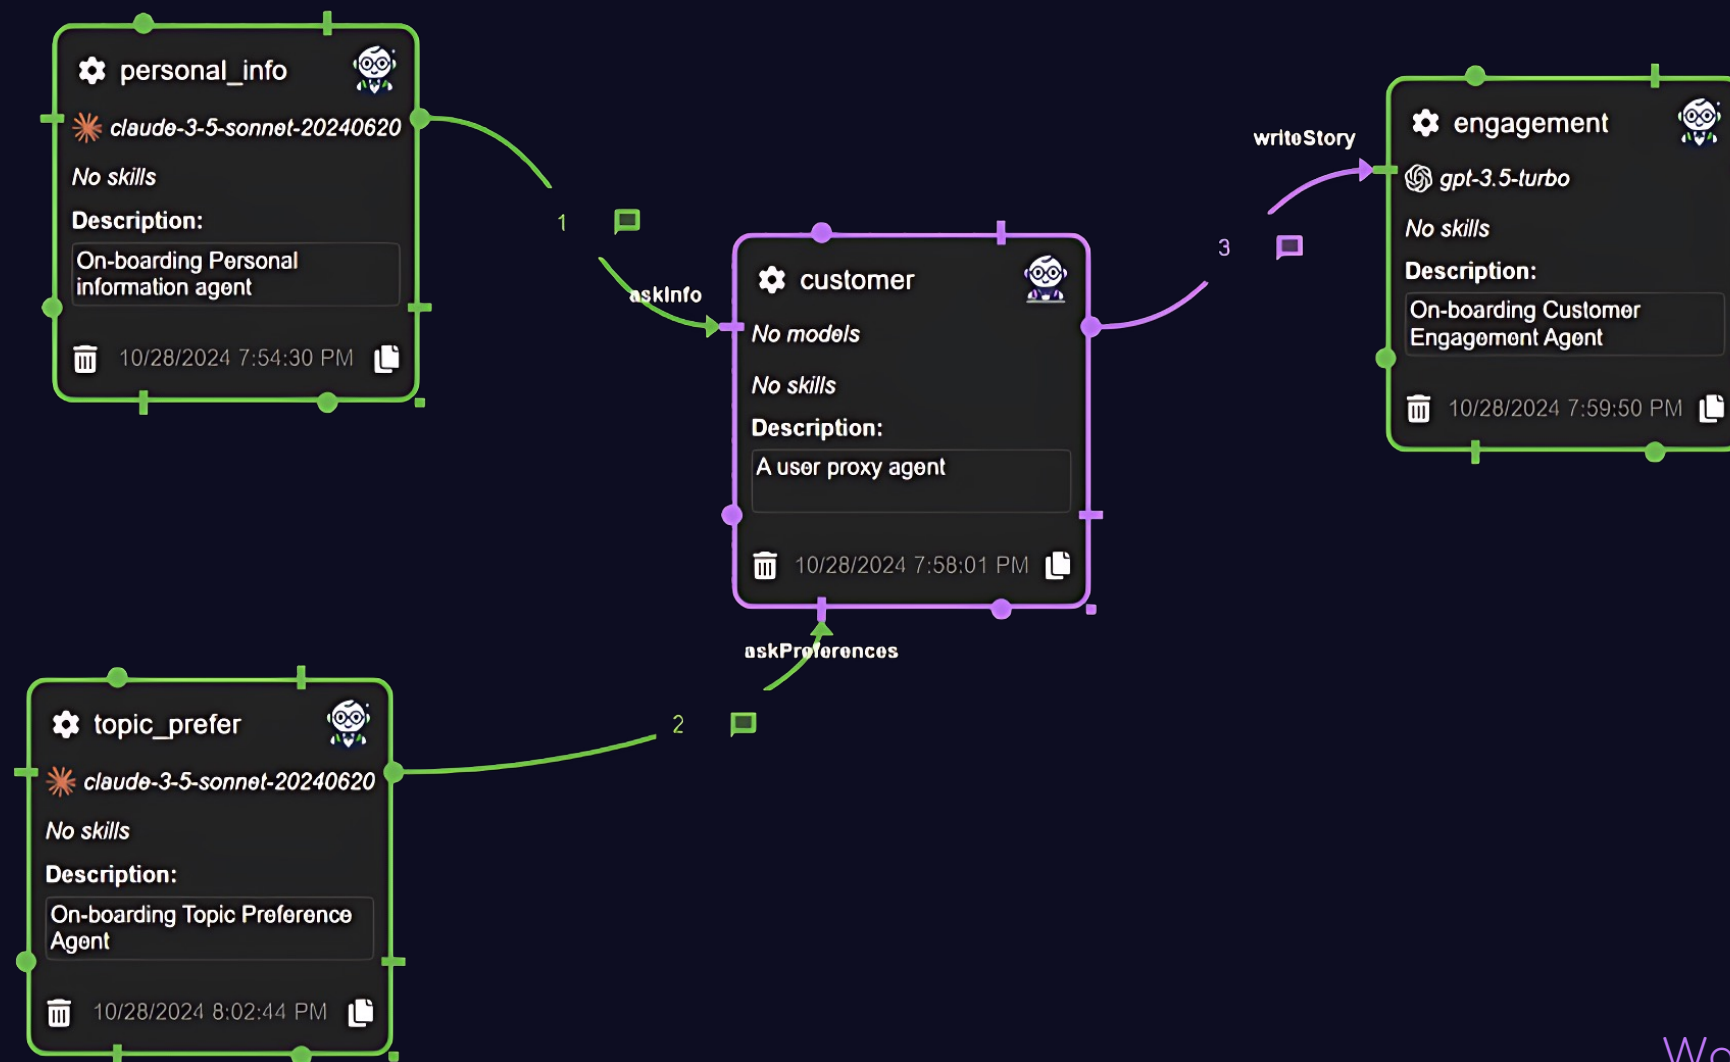 personal_info
claude-3-5-sonnet-20240620
No skills
Description:
On-boarding Personal
information agent
10/28/2024 7:54:30 PM
1
askInfo
customer
No models
No skills
Description:
A user proxy agent
10/28/2024 7:58:01 PM
writeStory
3
engagement
gpt-3.5-turbo
No skills
Description:
On-boarding Customer
Engagement Agent
10/28/2024 7:59:50 PM
askPreferences
2
topic_prefer
claude-3-5-sonnet-20240620
No skills
Description:
On-boarding Topic Preference
Agent
10/28/2024 8:02:44 PM